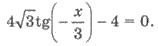 4√3tg(−x/3) − 4 = 0.